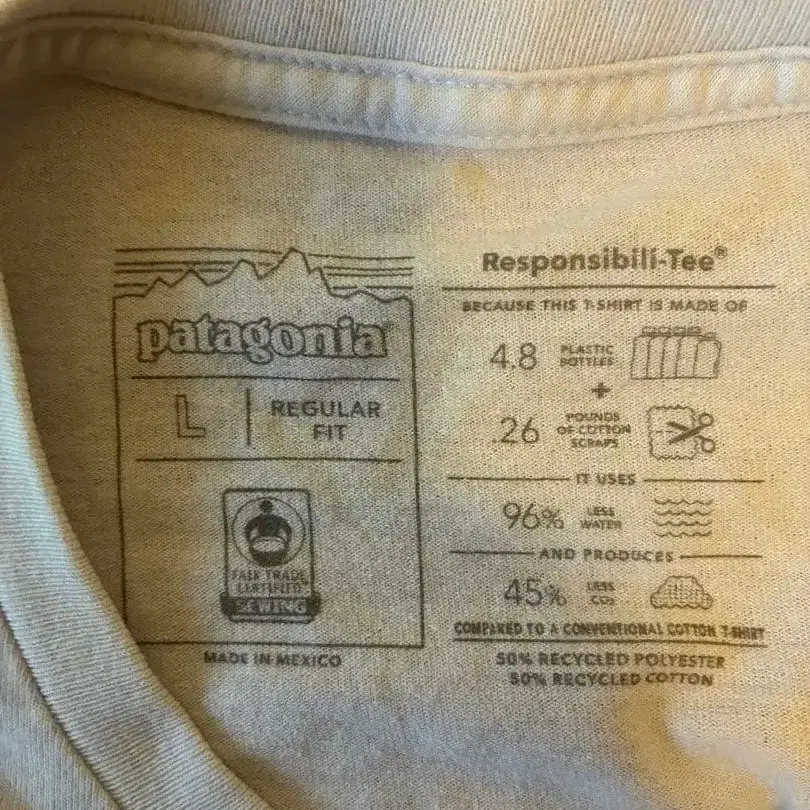 patagonia®
L
REGULAR
FIT
FAIR TRADE
CERTIFIED™
SEWING
MADE IN MEXICO
Responsibili-Tee®
BECAUSE THIS T-SHIRT IS MADE OF
4.8
PLASTIC
BOTTLES
+
.26
POUNDS
OF COTTON
SCRAPS
IT USES
96%
LESS
WATER
AND PRODUCES
45%
LESS
CO₂
COMPARED TO A CONVENTIONAL COTTON T-SHIRT
50% RECYCLED POLYESTER
50% RECYCLED COTTON